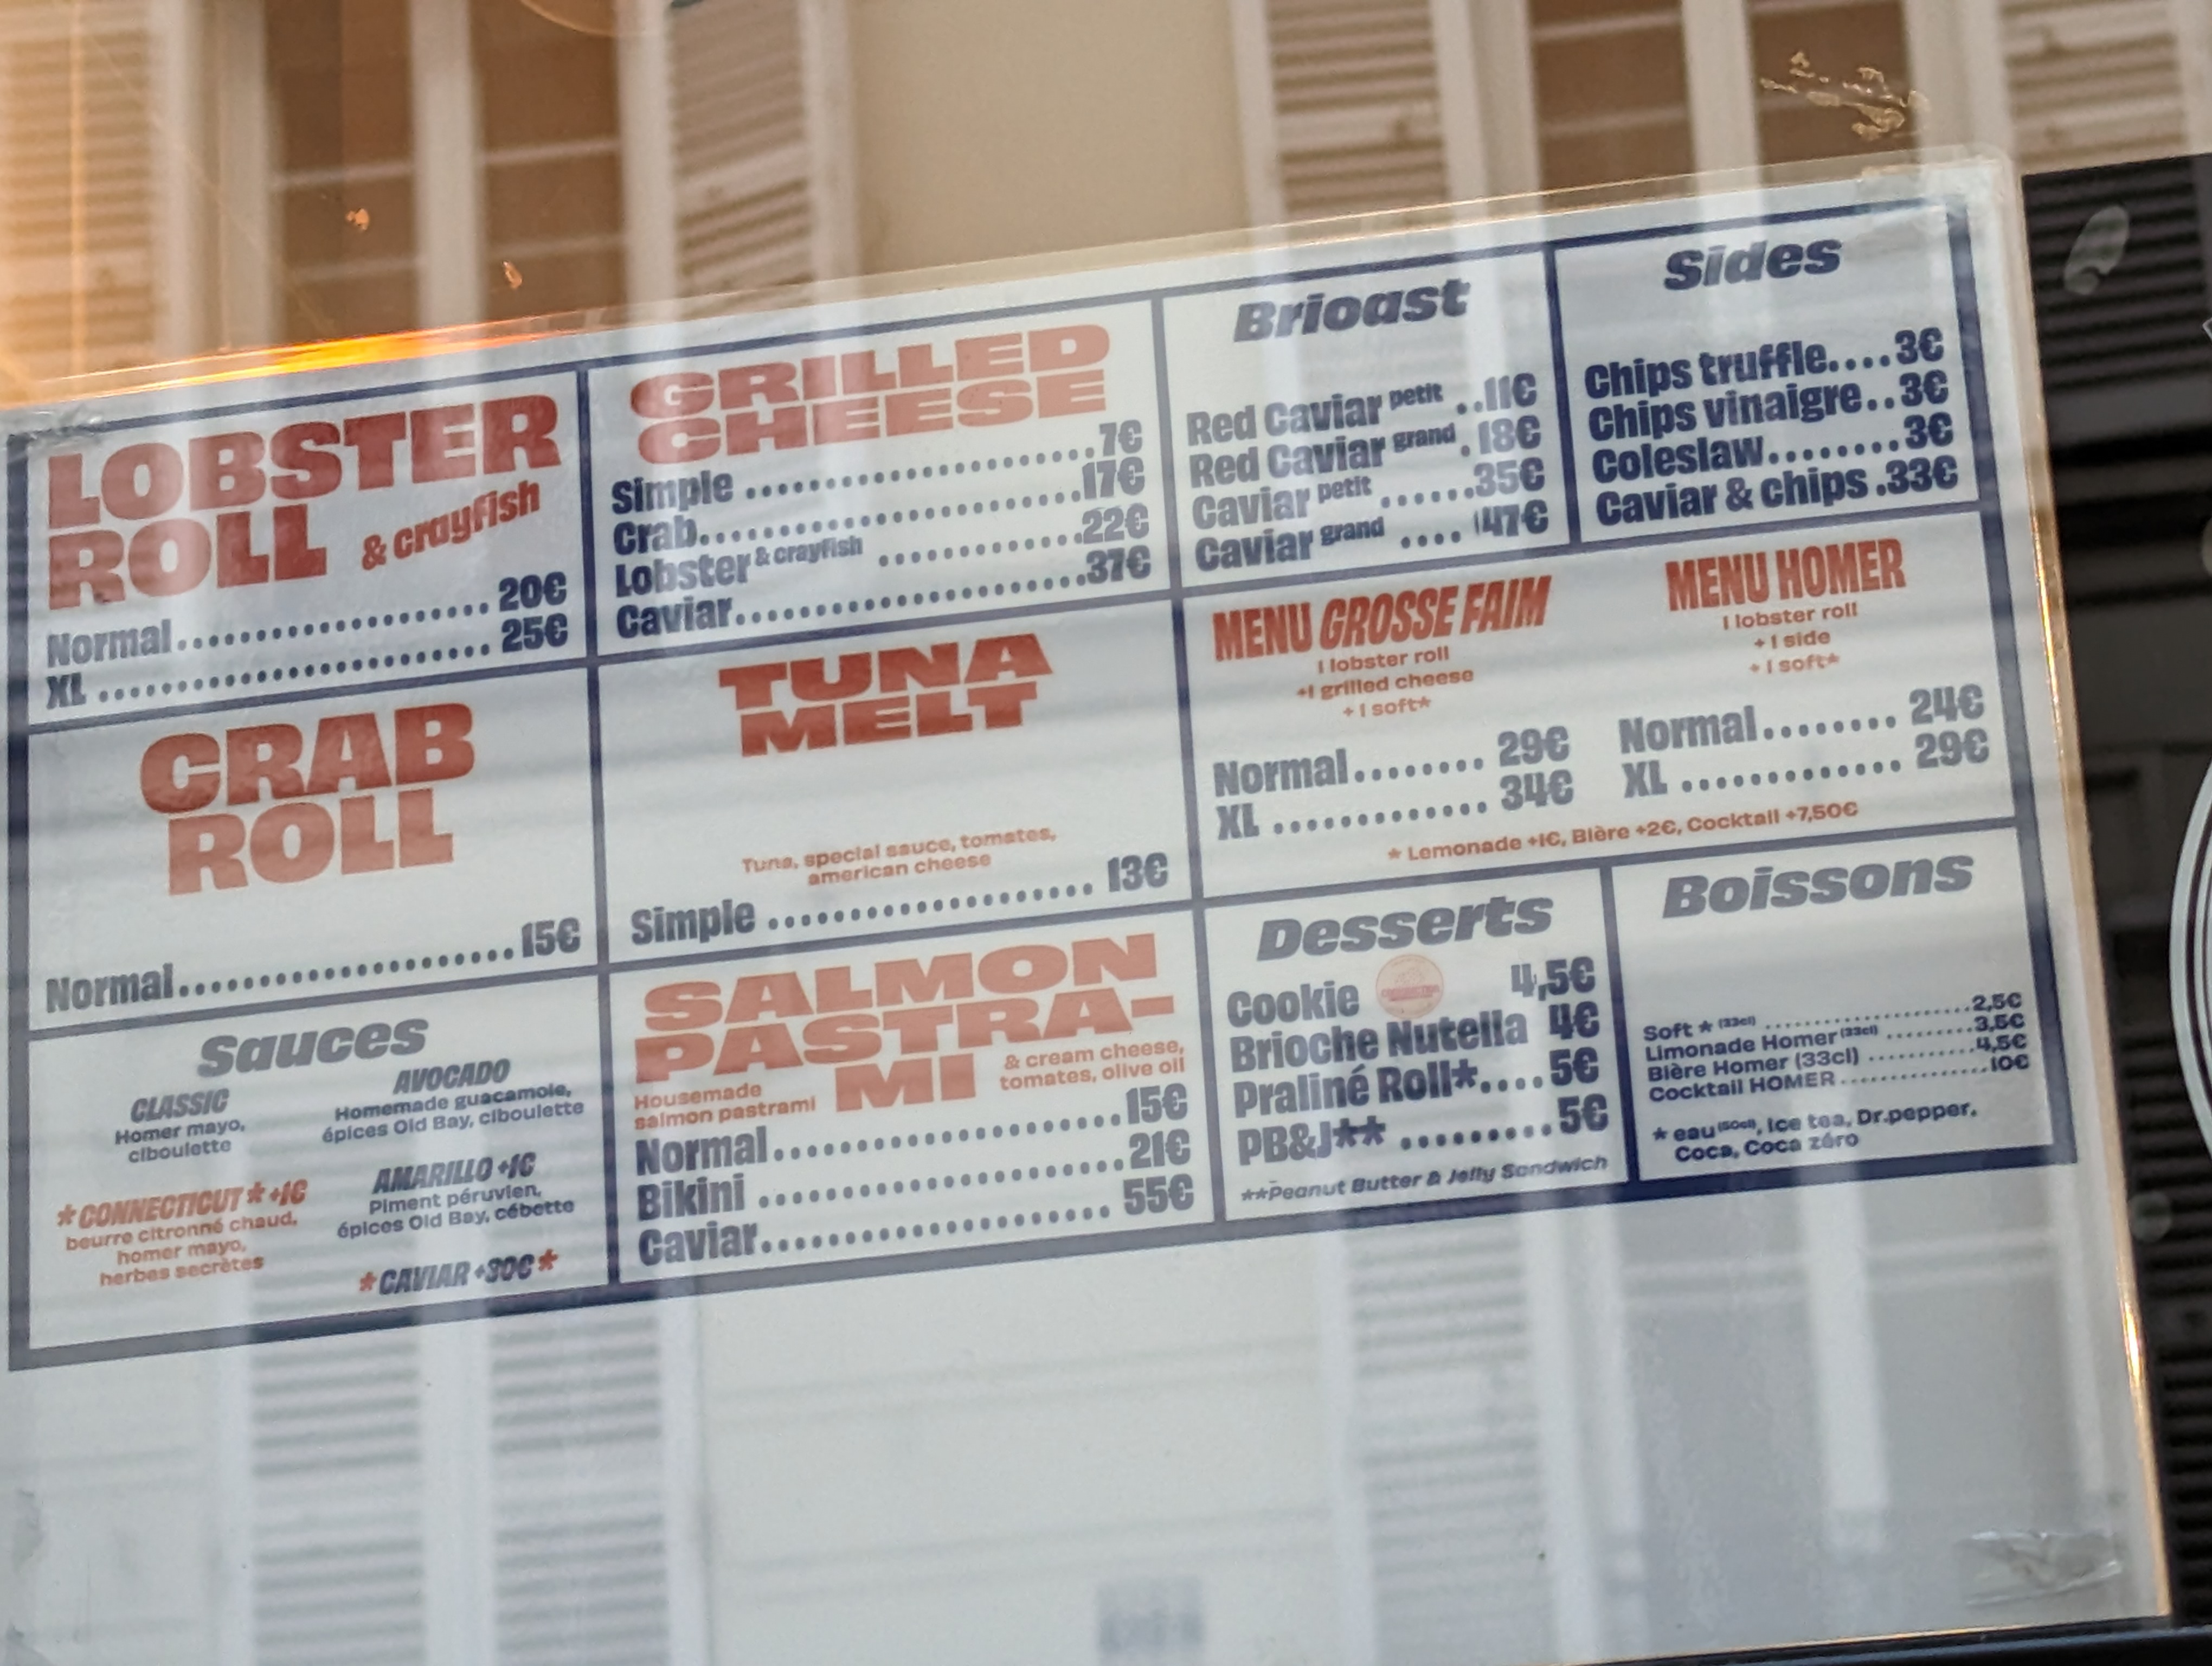 LOBSTER
ROLL & crayfish
Normal.................... 20€
XL ........................ 25€
CRAB
ROLL
Normal.....................15€
Sauces
CLASSIC
Homer mayo,
ciboulette
*CONNECTICUT* +1€
beurre citronné chaud,
homer mayo,
herbes secrètes
AVOCADO
Homemade guacamole,
épices Old Bay, ciboulette
AMARILLO +1€
Piment péruvien,
épices Old Bay, cébette
*CAVIAR +30€*
GRILLED
CHEESE
Simple ......................7€
Crab.......................17€
Lobster & crayfish .............22€
Caviar.....................37€
TUNA
MELT
Tuna, special sauce, tomates,
american cheese
Simple .................... 13€
SALMON
PASTRA-
MI
Housemade
salmon pastrami
& cream cheese,
tomates, olive oil
Normal.....................15€
Bikini ......................21€
Caviar..................... 55€
Brioast
Red Caviar petit ..11€
Red Caviar grand .18€
Caviar petit ......35€
Caviar grand .... 47€
Sides
Chips truffle....3€
Chips vinaigre..3€
Coleslaw........3€
Caviar & chips .33€
MENU GROSSE FAIM
1 lobster roll
+1 grilled cheese
+ 1 soft*
Normal........ 29€
XL ............. 34€
MENU HOMER
1 lobster roll
+ 1 side
+ 1 soft*
Normal........ 24€
XL ............. 29€
* Lemonade +1€, Bière +2€, Cocktail +7,50€
Desserts
Cookie 4,5€
Brioche Nutella 4€
Praliné Roll*....5€
PB&J** .........5€
**Peanut Butter & Jelly Sandwich
Boissons
Soft * (33cl) ........................2,5€
Limonade Homer (33cl) ..........3,5€
Bière Homer (33cl) ............4,5€
Cocktail HOMER.................10€
* eau (50cl), Ice tea, Dr.pepper,
Coca, Coca zéro